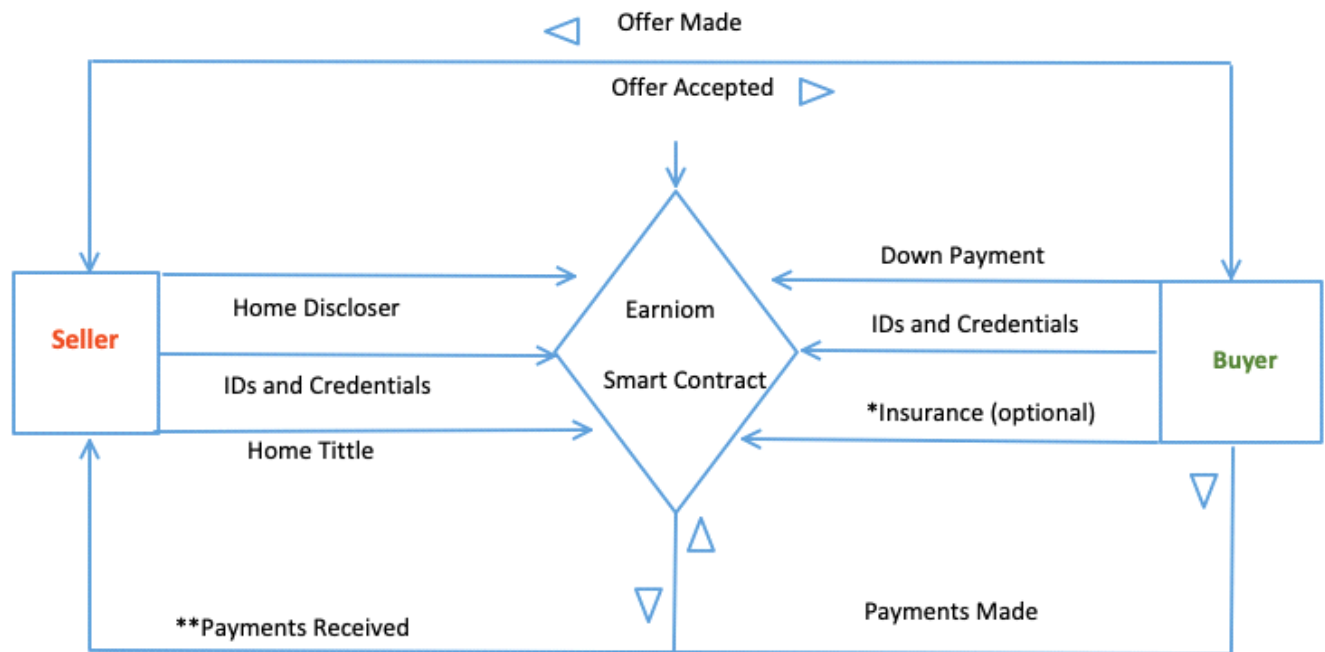 Offer Made
Offer Accepted
Down Payment
Home Discloser
Earniom
IDs and Credentials
Seller
Buyer
IDs and Credentials
Smart Contract
*Insurance (optional)
Home Tittle
**Payments Received
Payments Made